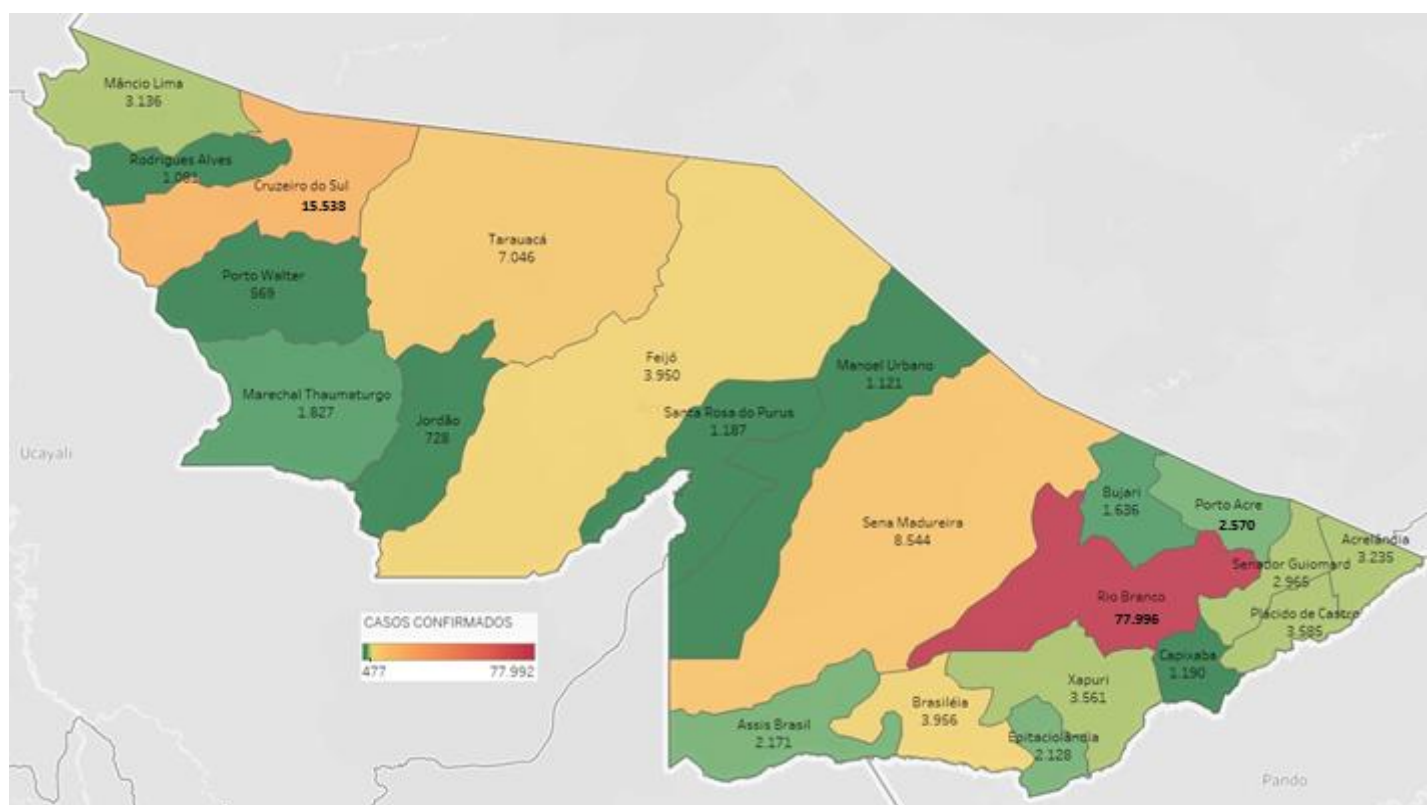 Mâncio Lima
3.136
Rodrigues Alves
1.081
Cruzeiro do Sul
15.538
Tarauacá
7.046
Porto Walter
569
Feijó
3.950
Manoel Urbano
1.121
Marechal Thaumaturgo
1.827
Jordão
728
Santa Rosa do Purus
1.187
Ucayali
Sena Madureira
8.544
Bujari
1.636
Porto Acre
2.570
Acrelândia
3.235
Senador Guiomard
2.965
Rio Branco
77.996
Plácido de Castro
3.585
CASOS CONFIRMADOS
477 77.992
Capixaba
1.190
Xapuri
3.561
Brasiléia
3.956
Assis Brasil
2.171
Epitaciolândia
2.128
Pando